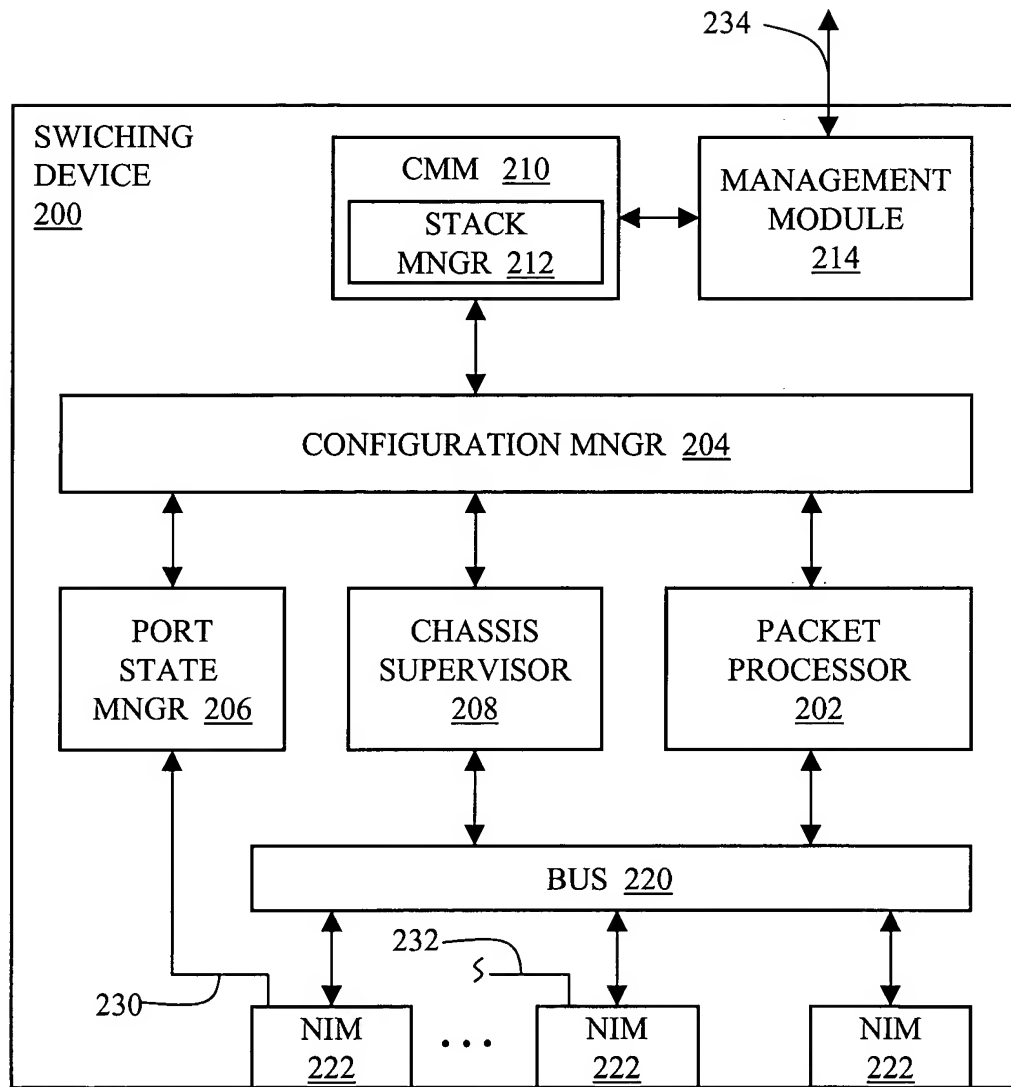 234
SWICHING
DEVICE
200
CMM 210
STACK
MNGR 212
MANAGEMENT
MODULE
214
CONFIGURATION MNGR 204
PORT
STATE
MNGR 206
CHASSIS
SUPERVISOR
208
PACKET
PROCESSOR
202
BUS 220
230
232
NIM
222
...
NIM
222
NIM
222